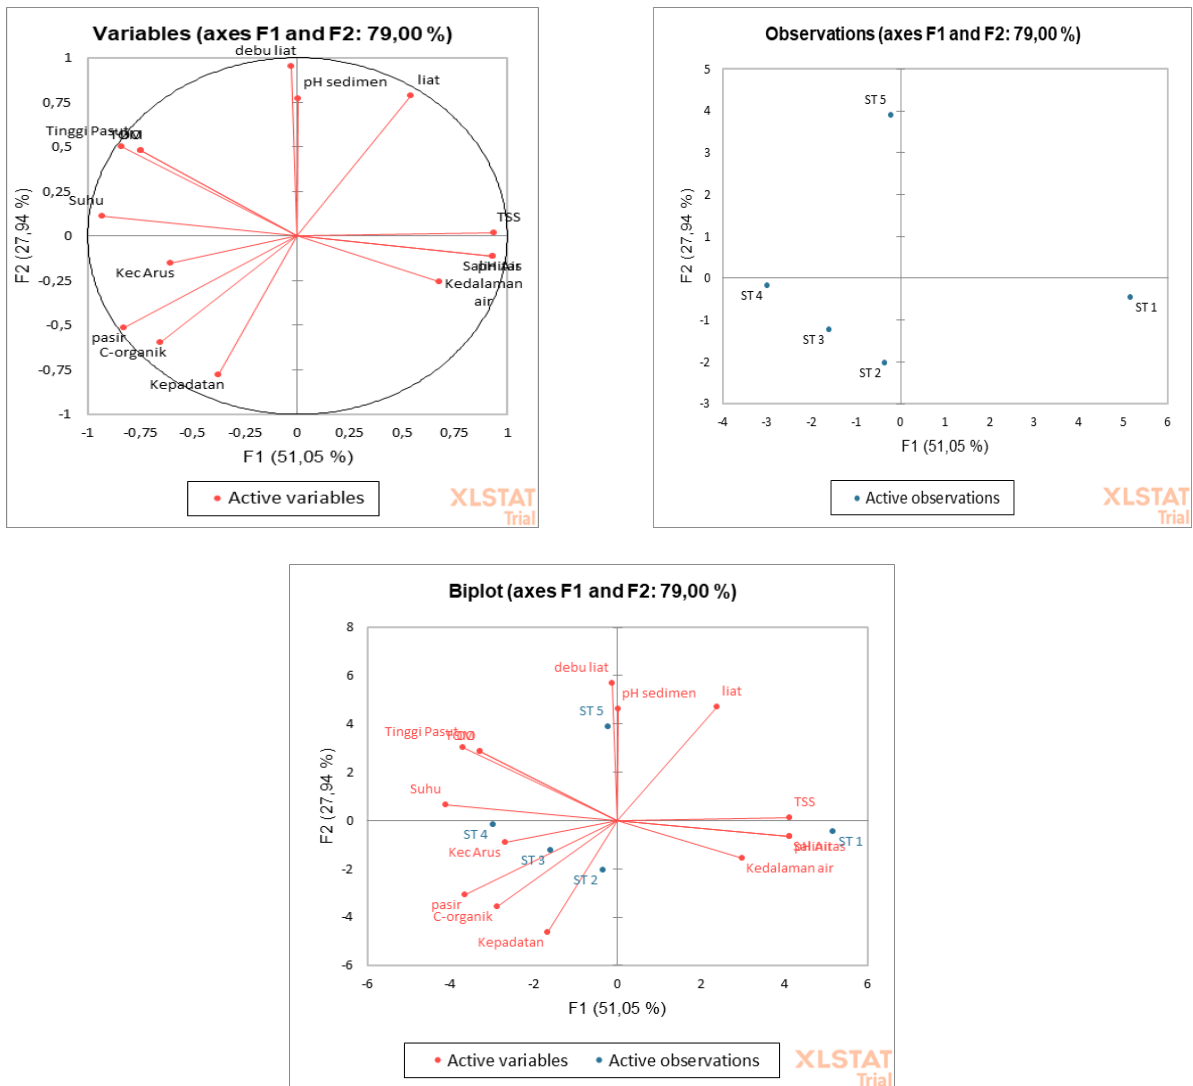 Variables (axes F1 and F2: 79,00 %)
debu liat
pH sedimen
liat
Tinggi Pasut
Suhu
TSS
Kec Arus
Kedalaman
air
pasir
C-organik
Kepadatan
1
0,75
0,5
0,25
0
-0,25
-0,5
-0,75
-1
F2 (27,94 %)
-1 -0,75 -0,5 -0,25 0 0,25 0,5 0,75 1
F1 (51,05 %)
Active variables
XLSTAT
Trial
Observations (axes F1 and F2: 79,00 %)
5
4
3
2
1
0
-1
-2
-3
F2 (27,94 %)
ST 5
ST 4
ST 1
ST 3
ST 2
-4 -3 -2 -1 0 1 2 3 4 5 6
F1 (51,05 %)
Active observations
XLSTAT
Trial
Biplot (axes F1 and F2: 79,00 %)
8
6
4
2
0
-2
-4
-6
F2 (27,94 %)
debu liat
pH sedimen
liat
ST 5
Tinggi Pasut
Suhu
TSS
ST 4
ST 1
Kec Arus
ST 3
Kedalaman air
ST 2
pasir
C-organik
Kepadatan
-6 -4 -2 0 2 4 6
F1 (51,05 %)
Active variables Active observations
XLSTAT
Trial